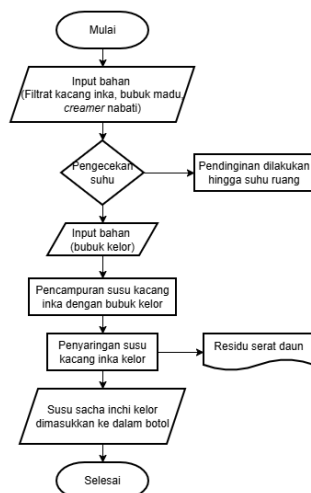 Mulai
Input bahan
(Filtrat kacang inka, bubuk madu,
creamer nabati)
Pengecekan
suhu
Pendinginan dilakukan
hingga suhu ruang
Input bahan
(bubuk kelor)
Pencampuran susu kacang
inka dengan bubuk kelor
Penyaringan susu
kacang inka kelor
Residu serat daun
Susu sacha inchi kelor
dimasukkan ke dalam botol
Selesai